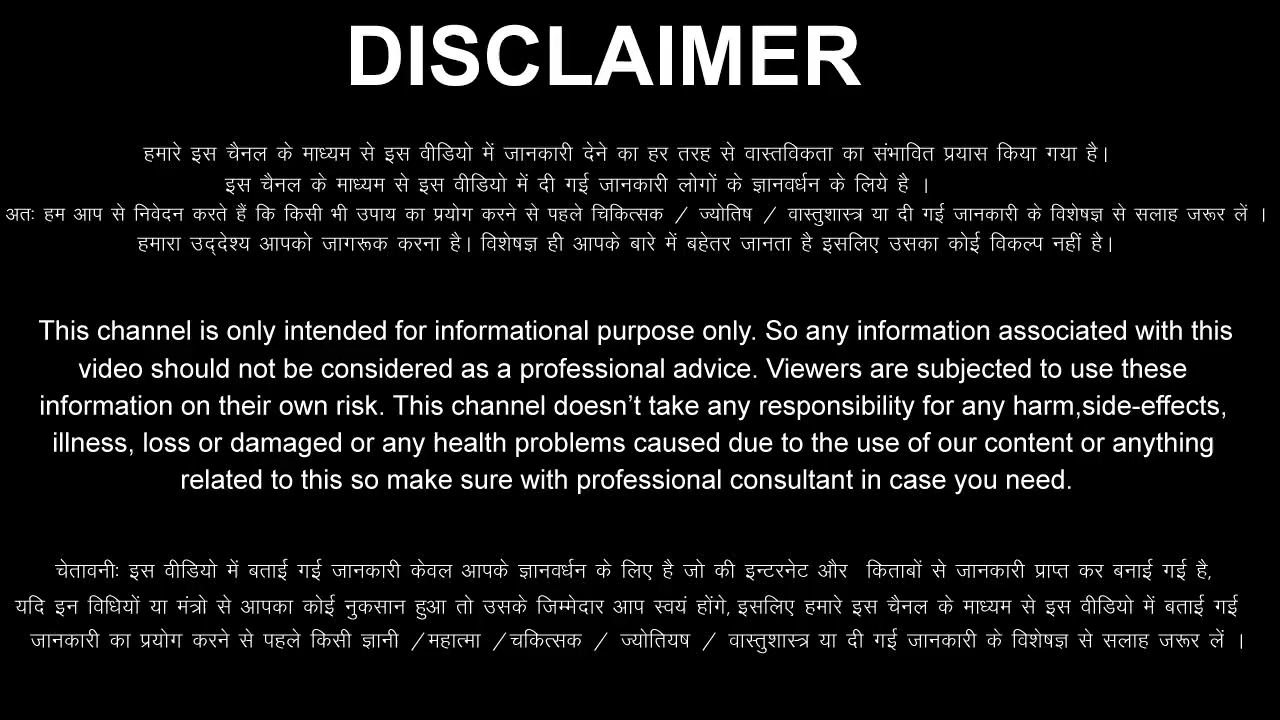 DISCLAIMER
हमारे इस चैनल के माध्यम से इस वीडियो में जानकारी देने का हर तरह से वास्तविकता का संभावित प्रयास किया गया है।
इस चैनल के माध्यम से इस वीडियो में दी गई जानकारी लोगों के ज्ञानवर्धन के लिये है ।
अतः हम आप से निवेदन करते हैं कि किसी भी उपाय का प्रयोग करने से पहले चिकित्सक / ज्योतिष / वास्तुशास्त्र या दी गई जानकारी के विशेषज्ञ से सलाह जरूर लें ।
हमारा उद्देश्य आपको जागरूक करना है। विशेषज्ञ ही आपके बारे में बहेतर जानता है इसलिए उसका कोई विकल्प नहीं है।
This channel is only intended for informational purpose only. So any information associated with this
video should not be considered as a professional advice. Viewers are subjected to use these
information on their own risk. This channel doesn’t take any responsibility for any harm,side-effects,
illness, loss or damaged or any health problems caused due to the use of our content or anything
related to this so make sure with professional consultant in case you need.
चेतावनीः इस वीडियो में बताई गई जानकारी केवल आपके ज्ञानवर्धन के लिए है जो की इन्टरनेट और किताबों से जानकारी प्राप्त कर बनाई गई है,
यदि इन विधियों या मंत्रो से आपका कोई नुकसान हुआ तो उसके जिम्मेदार आप स्वयं होंगे, इसलिए हमारे इस चैनल के माध्यम से इस वीडियो में बताई गई
जानकारी का प्रयोग करने से पहले किसी ज्ञानी /महात्मा /चकित्सक / ज्योतियष / वास्तुशास्त्र या दी गई जानकारी के विशेषज्ञ से सलाह जरूर लें ।